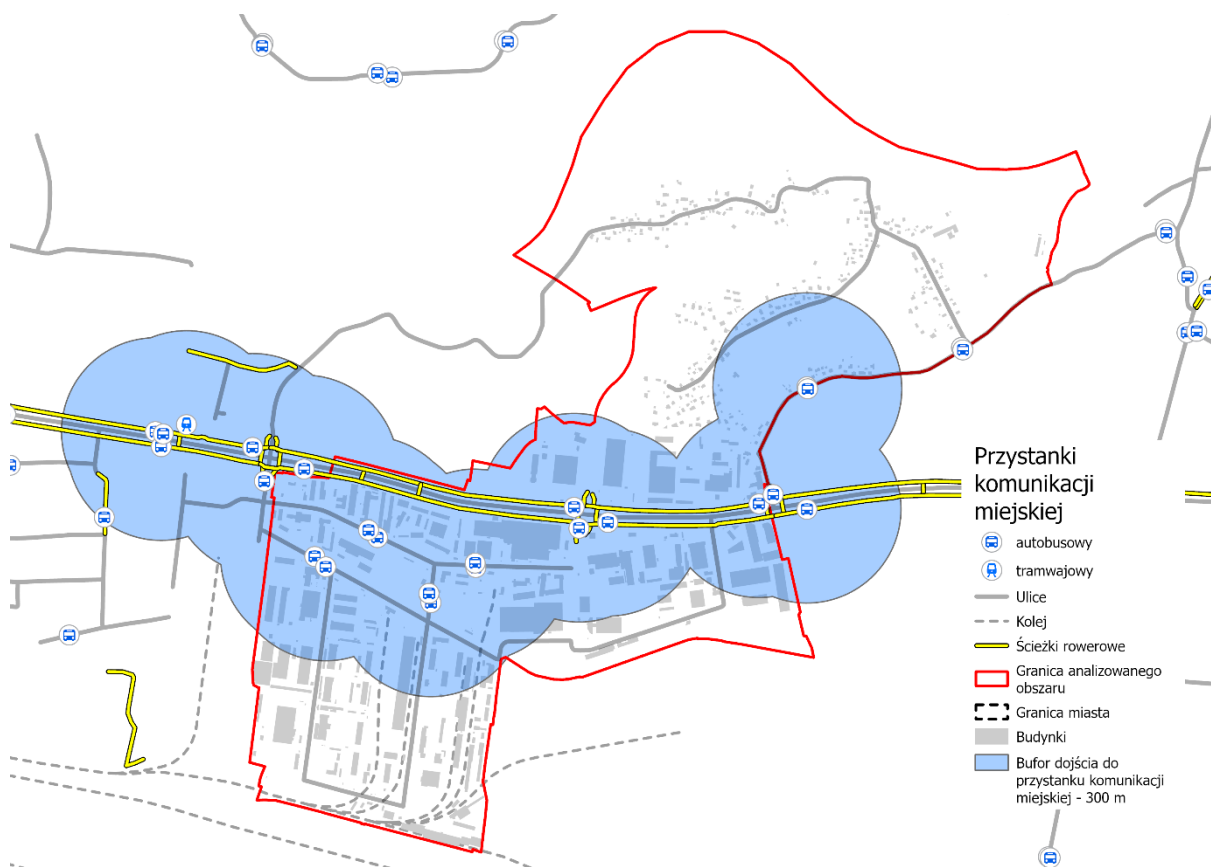 Przystanki
komunikacji
miejskiej
autobusowy
tramwajowy
Ulice
Kolej
Ścieżki rowerowe
Granica analizowanego
obszaru
Granica miasta
Budynki
Bufor dojścia do
przystanku komunikacji
miejskiej - 300 m